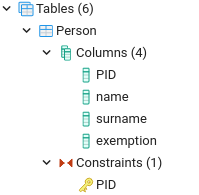 Tables (6)
Person
Columns (4)
PID
name
surname
exemption
Constraints (1)
PID